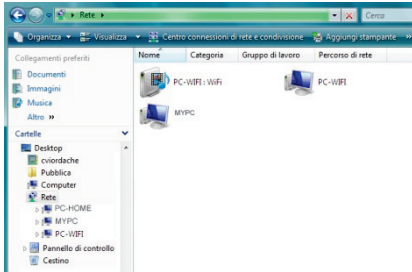 Rete
Cerca
Organizza Visualizza Centro connessioni di rete e condivisione Aggiungi stampante »
Collegamenti preferiti
Documenti
Immagini
Musica
Altro »
Cartelle
Desktop
cviordache
Pubblica
Computer
Rete
PC-HOME
MYPC
PC-WIFI
Pannello di controllo
Cestino
Nome Categoria Gruppo di lavoro Percorso di rete
PC-WIFI : WiFi PC-WIFI
MYPC